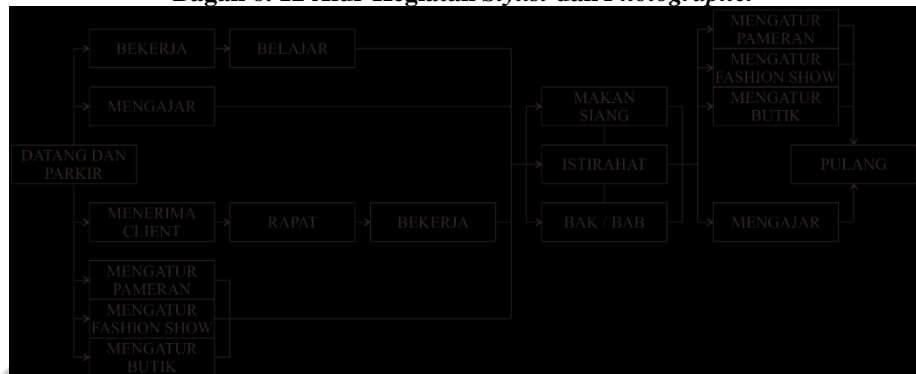 Bagan 6. 12 Alur Kegiatan Stylist dan Photographer
MENGATUR
PAMERAN
BEKERJA
BELAJAR
MENGATUR
FASHION SHOW
MENGAJAR
MAKAN
SIANG
MENGATUR
BUTIK
DATANG DAN
PARKIR
ISTIRAHAT
PULANG
MENERIMA
CLIENT
RAPAT
BEKERJA
BAK / BAB
MENGAJAR
MENGATUR
PAMERAN
MENGATUR
FASHION SHOW
MENGATUR
BUTIK